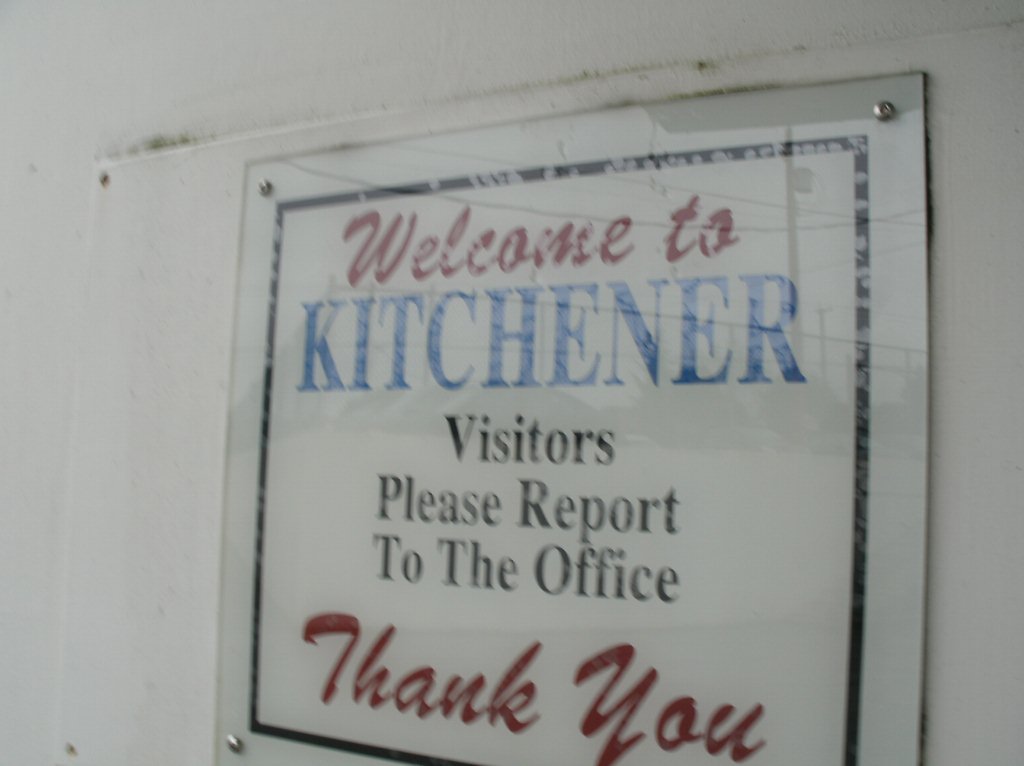 Welcome to
KITCHENER
Visitors
Please Report
To The Office
Thank You